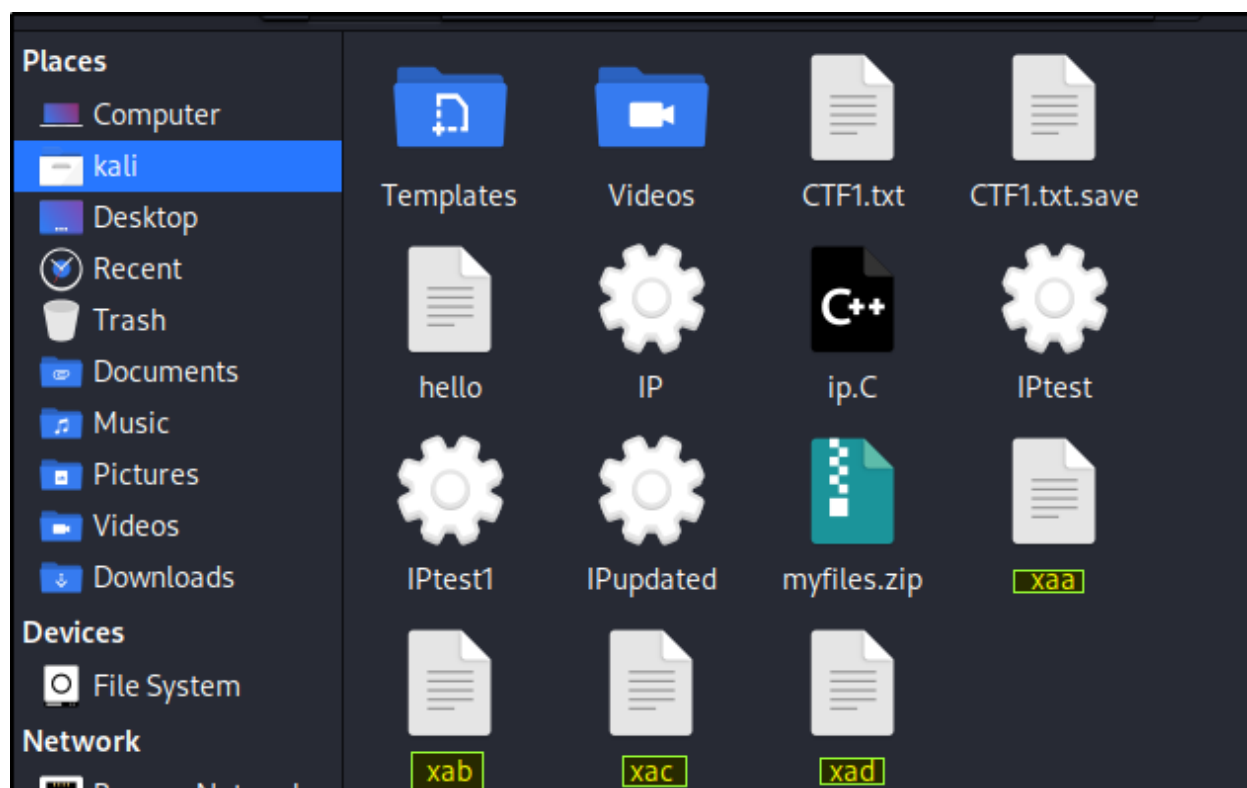 Places
Computer
kali
Desktop
Recent
Trash
Documents
Music
Pictures
Videos
Downloads
Devices
File System
Network
Templates
Videos
CTF1.txt
CTF1.txt.save
hello
IP
C++
ip.C
IPtest
IPtest1
IPupdated
myfiles.zip
xaa
xab
xac
xad